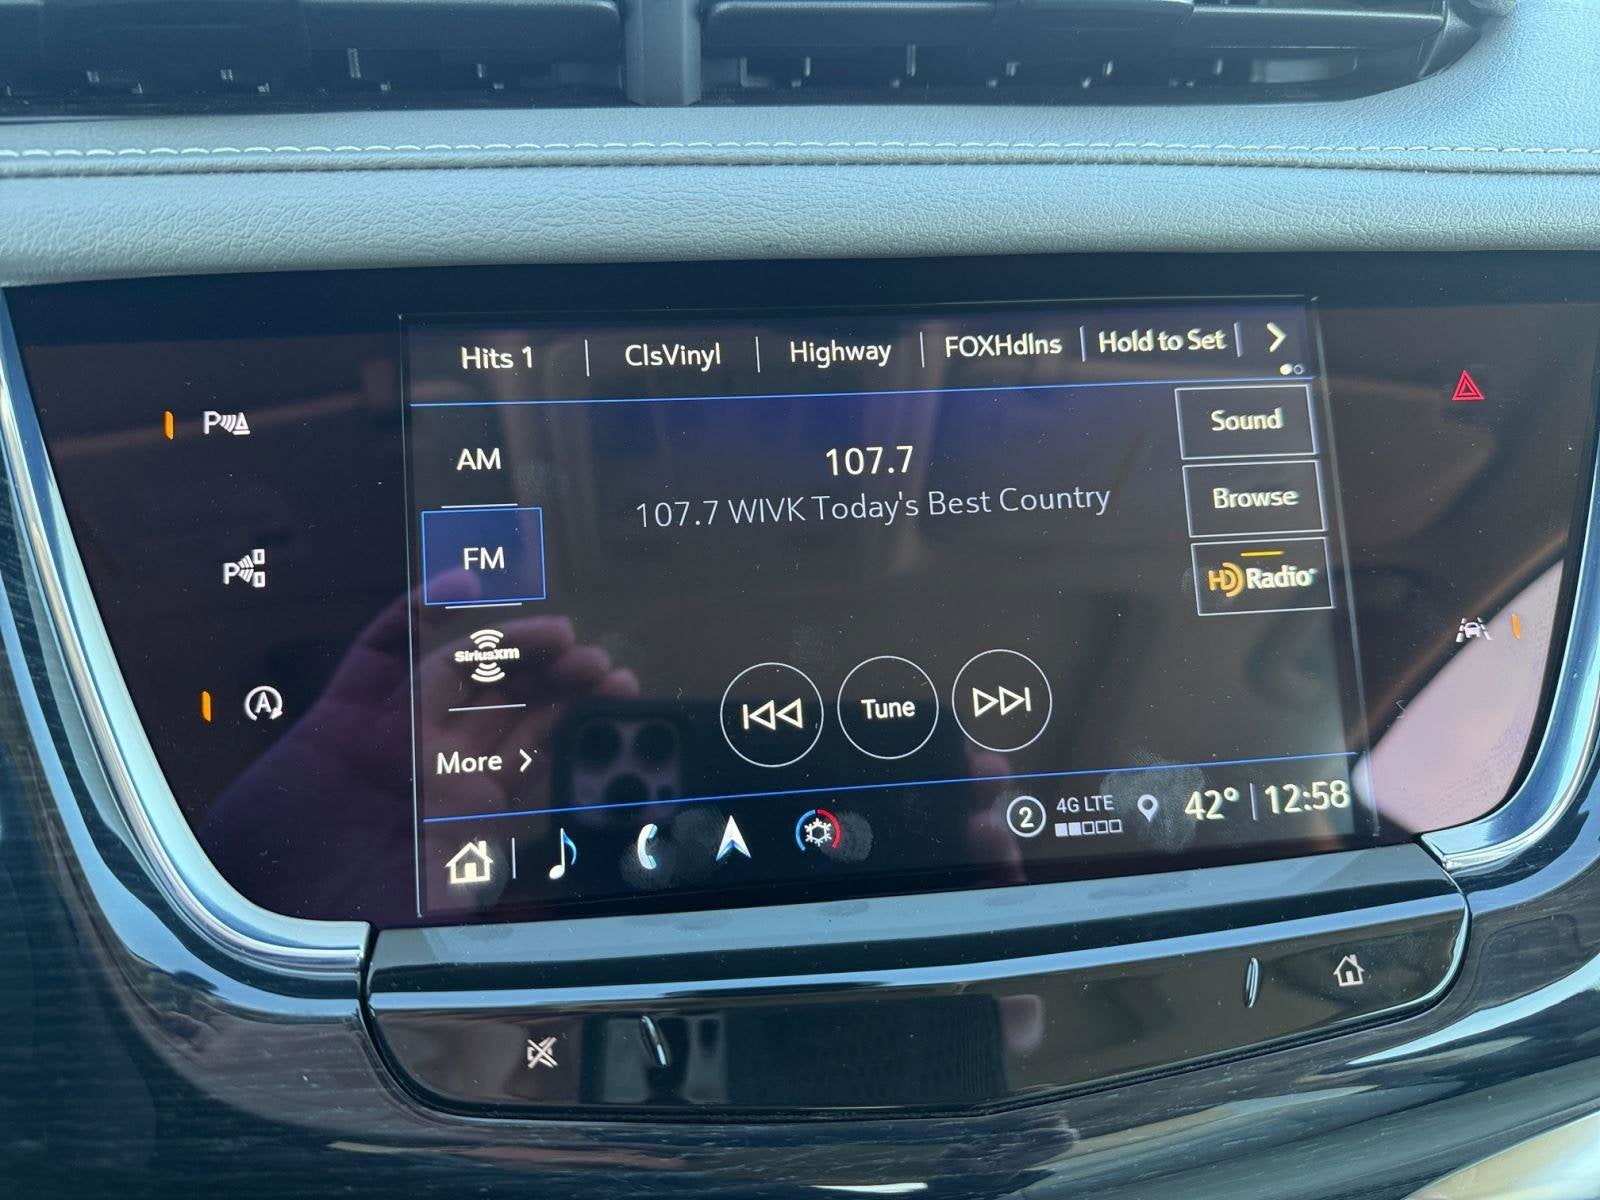 Hits 1 | ClsVinyl | Highway | FOXHdlns | Hold to Set |
AM
107.7
Sound
107.7 WIVK Today's Best Country
Browse
FM
HD Radio
SiriusXM
Tune
More
2 4G LTE 42° | 12:58
P
P
A